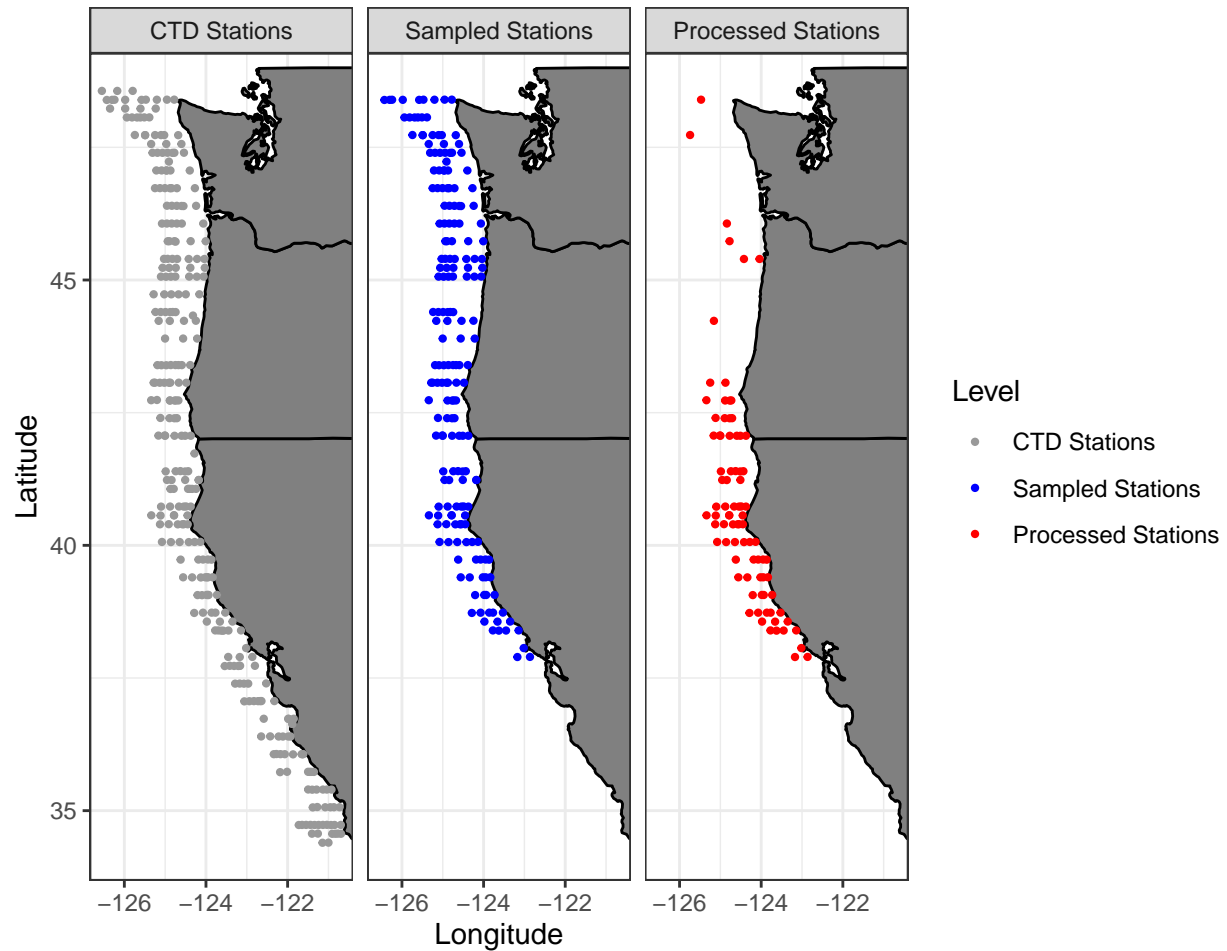 CTD Stations Sampled Stations Processed Stations
Latitude
45
40
35
−126 −124 −122 −126 −124 −122 −126 −124 −122
Longitude
Level
CTD Stations
Sampled Stations
Processed Stations